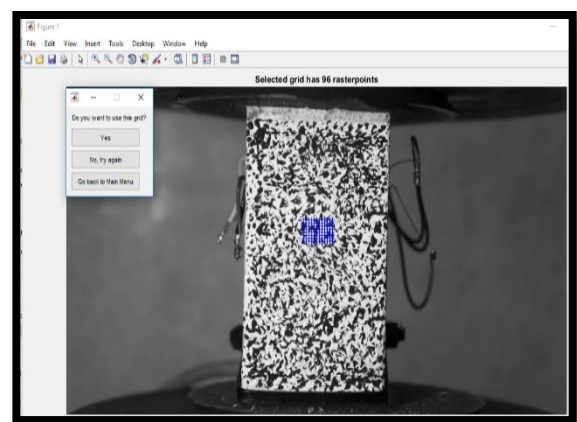 Figure 1
File Edit View Insert Tools Desktop Window Help
Selected grid has 96 rasterpoints
Do you want to use this grid?
Yes
No, try again
Go back to Main Menu